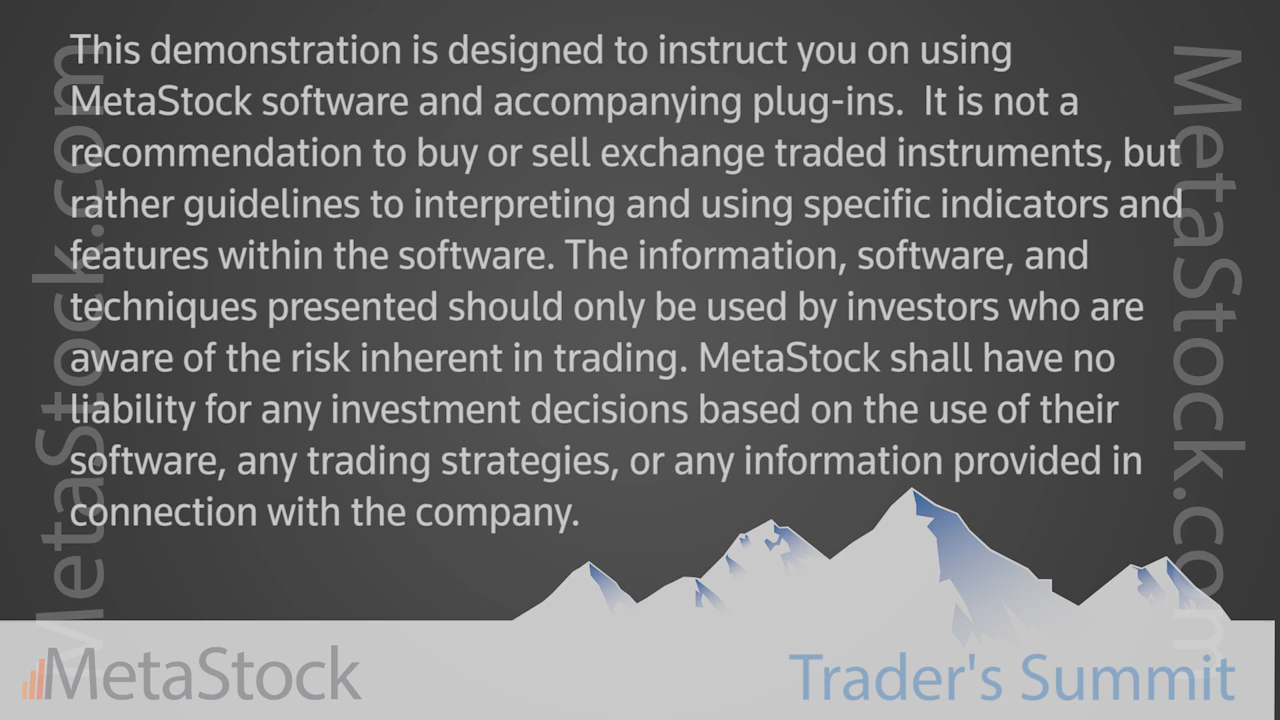 This demonstration is designed to instruct you on using
MetaStock software and accompanying plug-ins.  It is not a
recommendation to buy or sell exchange traded instruments, but
rather guidelines to interpreting and using specific indicators and
features within the software. The information, software, and
techniques presented should only be used by investors who are
aware of the risk inherent in trading. MetaStock shall have no
liability for any investment decisions based on the use of their
software, any trading strategies, or any information provided in
connection with the company.
MetaStock.com
MetaStock.com
MetaStock
Trader's Summit